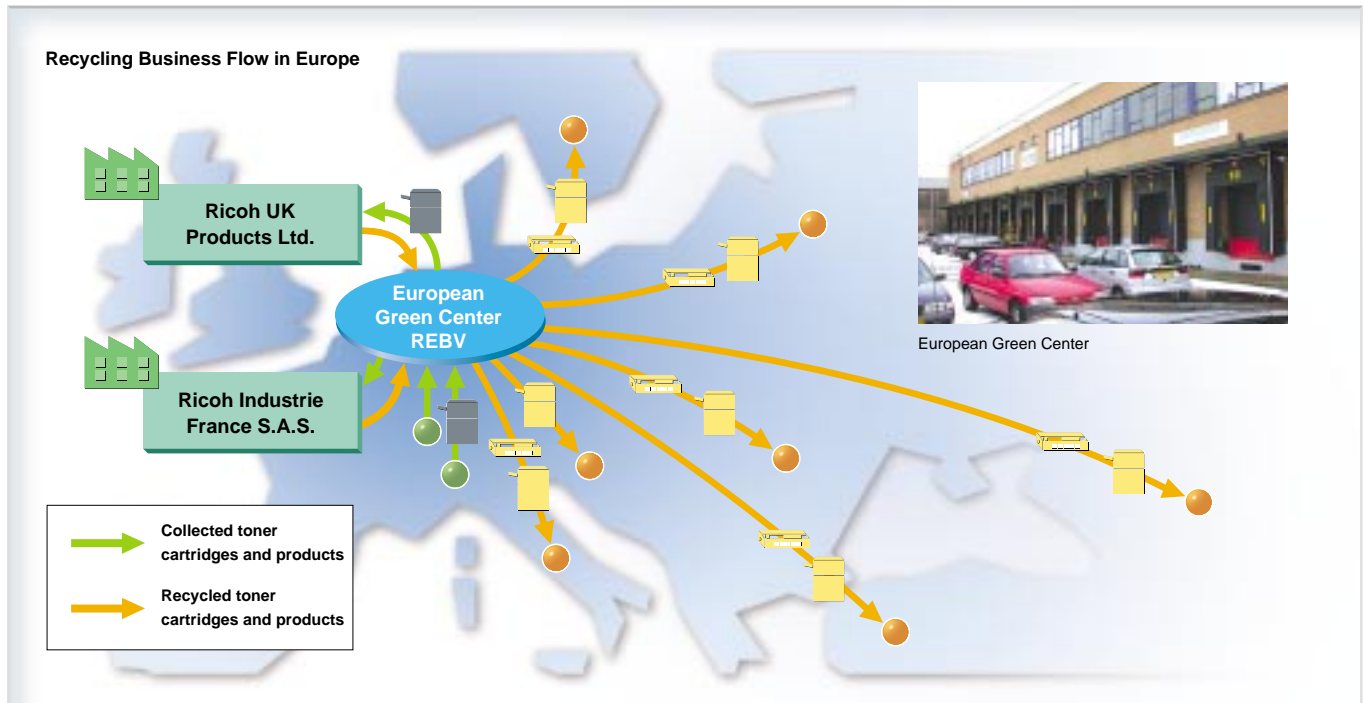 Recycling Business Flow in Europe
Ricoh UK
Products Ltd.
European
Green Center
REBV
European Green Center
Ricoh Industrie
France S.A.S.
Collected toner
cartridges and products
Recycled toner
cartridges and products